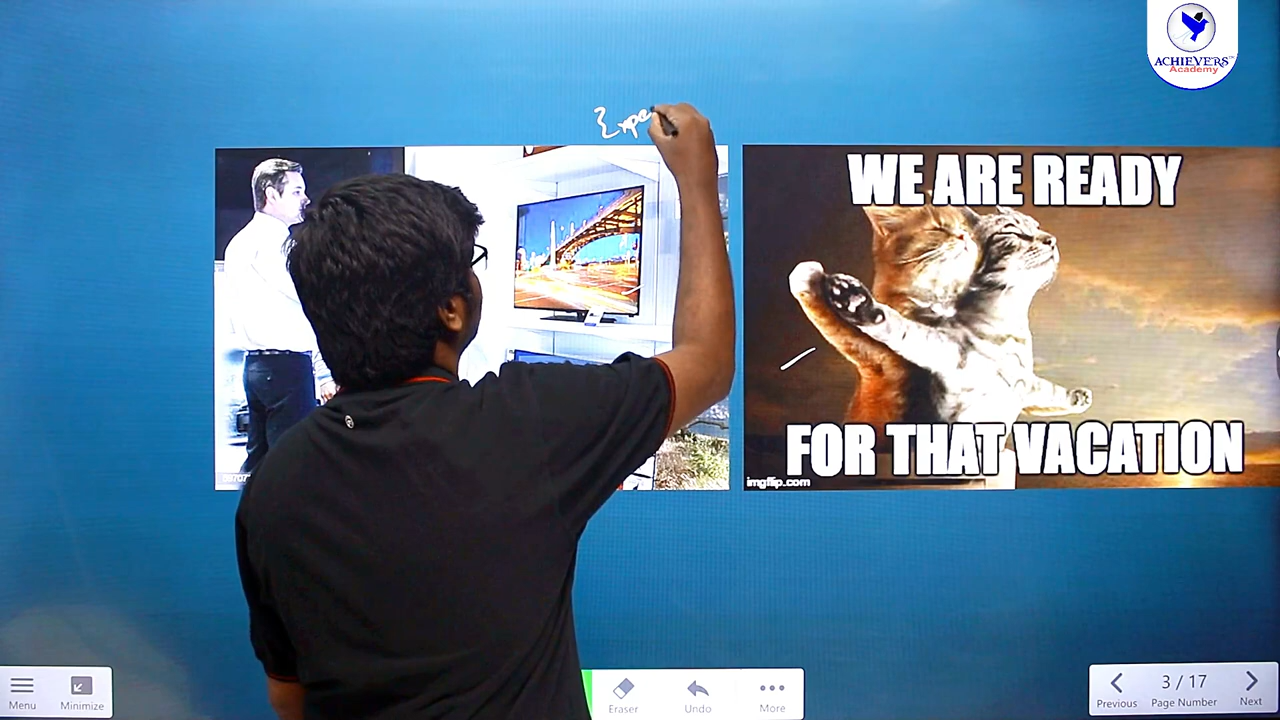 ACHIEVERS
Academy
Expe
WE ARE READY
FOR THAT VACATION
imgflip.com
Menu
Minimize
Eraser
Undo
More
Previous
3 / 17
Page Number
Next